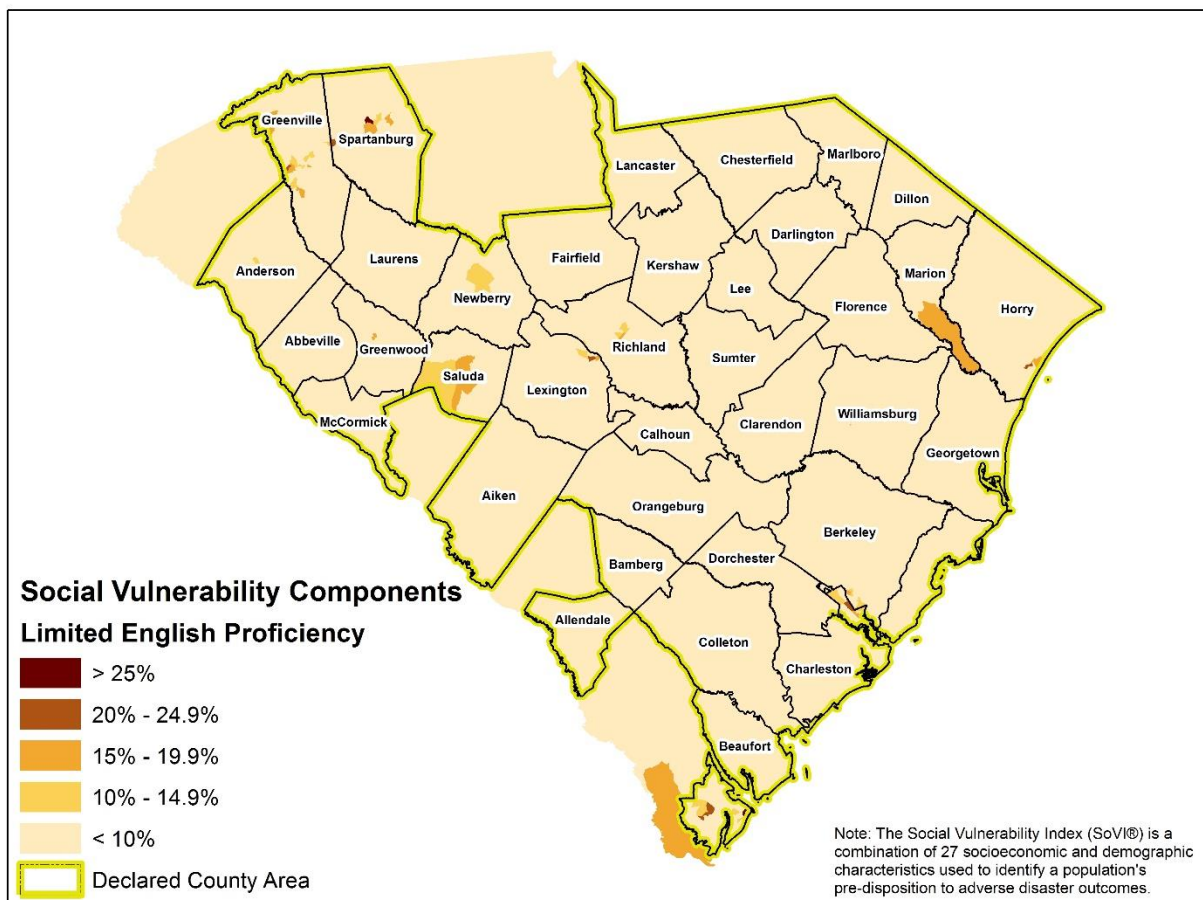 Greenville
Spartanburg
Lancaster
Chesterfield
Marlboro
Dillon
Anderson
Laurens
Newberry
Fairfield
Kershaw
Lee
Darlington
Florence
Marion
Horry
Abbeville
Greenwood
Saluda
Lexington
Richland
Sumter
McCormick
Calhoun
Clarendon
Williamsburg
Georgetown
Aiken
Orangeburg
Berkeley
Bamberg
Dorchester
Allendale
Colleton
Charleston
Beaufort
Social Vulnerability Components
Limited English Proficiency
> 25%
20% - 24.9%
15% - 19.9%
10% - 14.9%
< 10%
Declared County Area
Note: The Social Vulnerability Index (SoVI®) is a
combination of 27 socioeconomic and demographic
characteristics used to identify a population's
pre-disposition to adverse disaster outcomes.